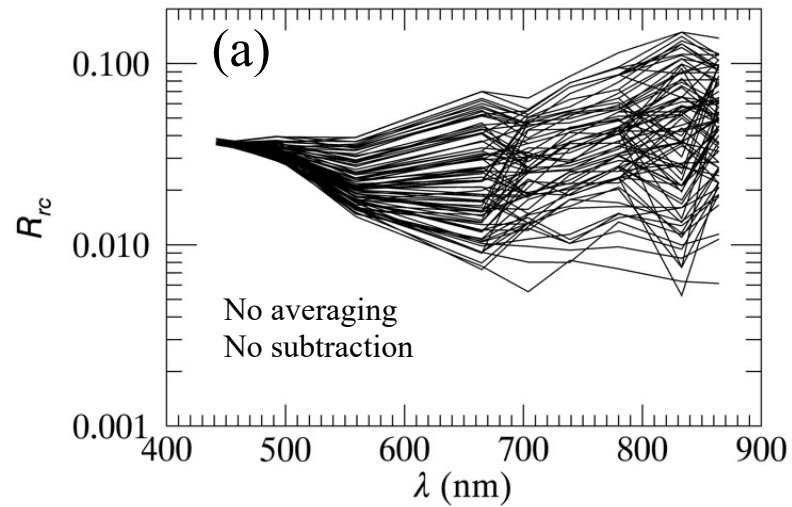 (a)
0.100
0.010
0.001
R_rc
No averaging
No subtraction
400 500 600 700 800 900
λ (nm)